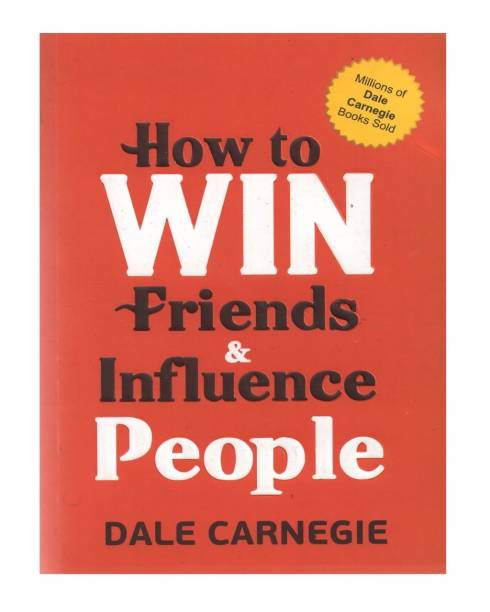 Millions of
Dale
Carnegie
Books Sold
How to
WIN
Friends
&
Influence
People
DALE CARNEGIE